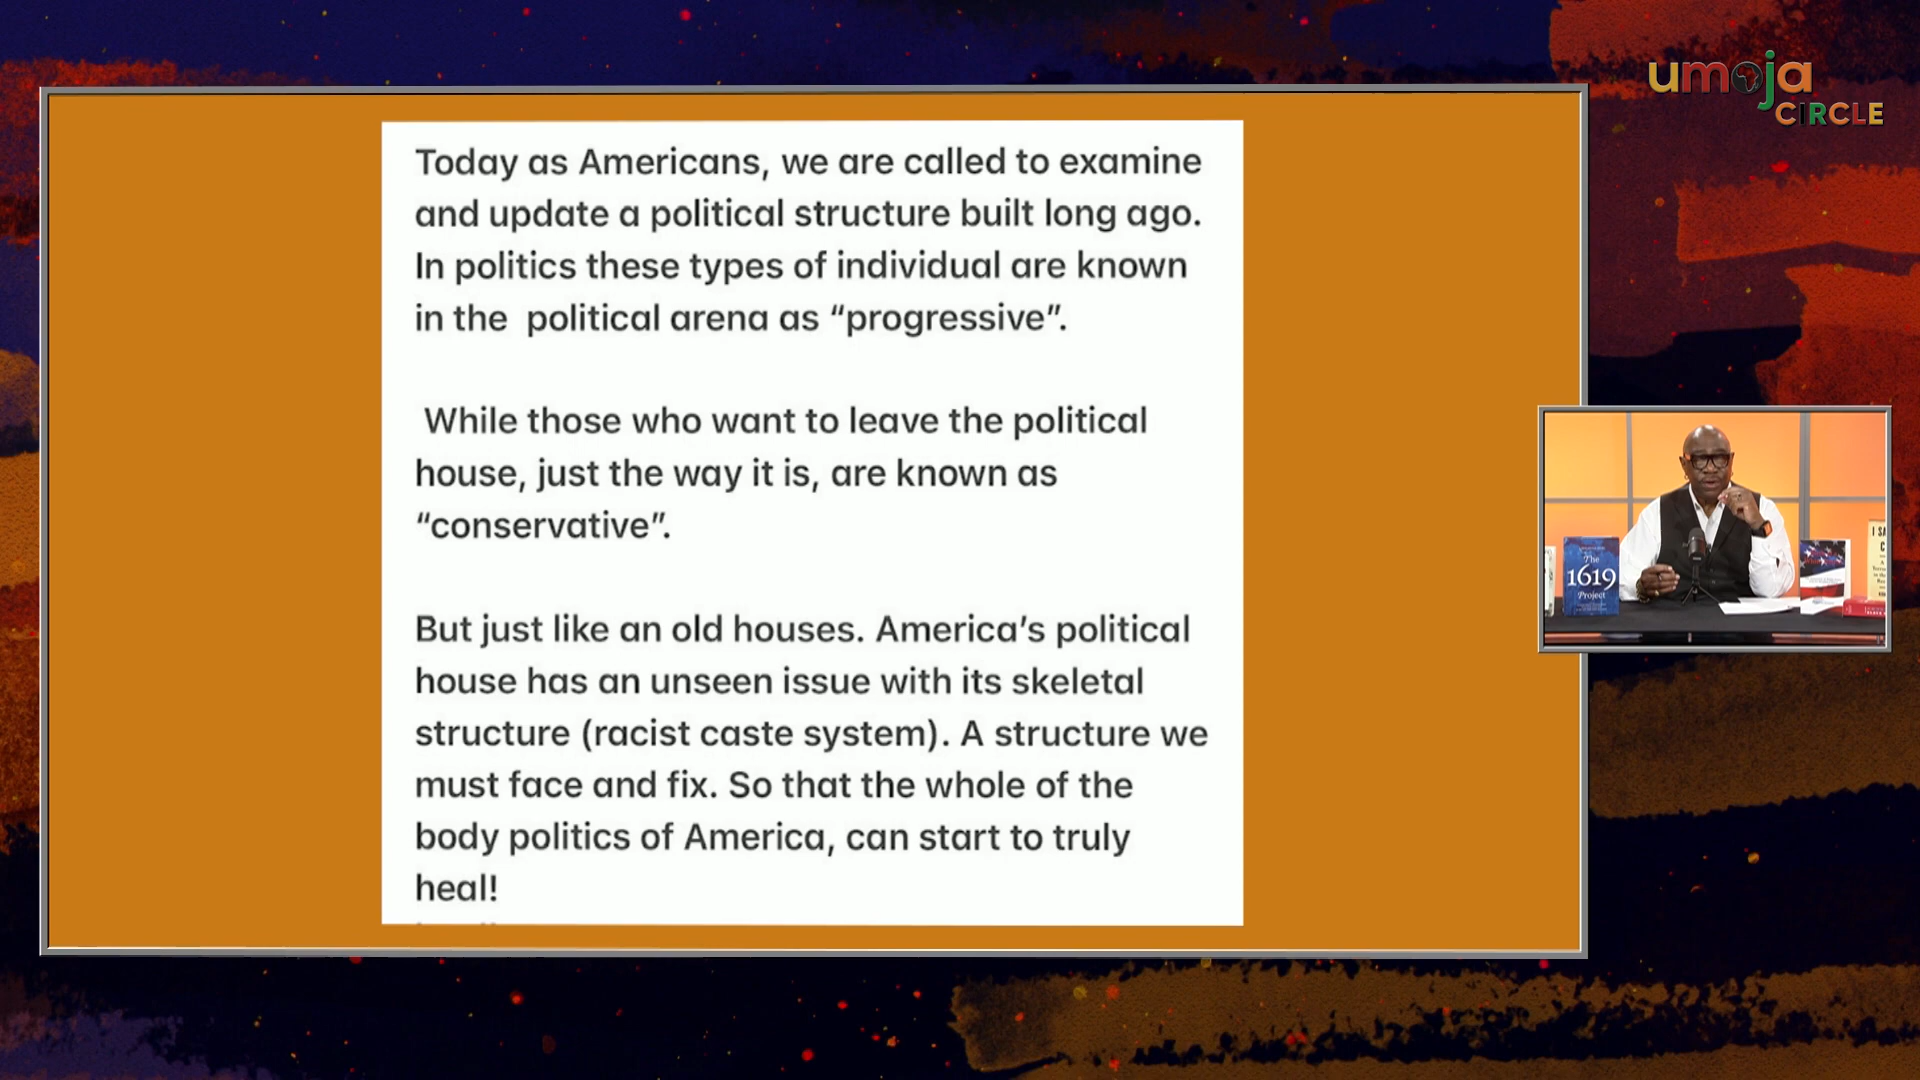 umoja
CIRCLE
Today as Americans, we are called to examine
and update a political structure built long ago.
In politics these types of individual are known
in the  political arena as “progressive”.
While those who want to leave the political
house, just the way it is, are known as
“conservative”.
But just like an old houses. America’s political
house has an unseen issue with its skeletal
structure (racist caste system). A structure we
must face and fix. So that the whole of the
body politics of America, can start to truly
heal!
The
1619
Project
I SA
C